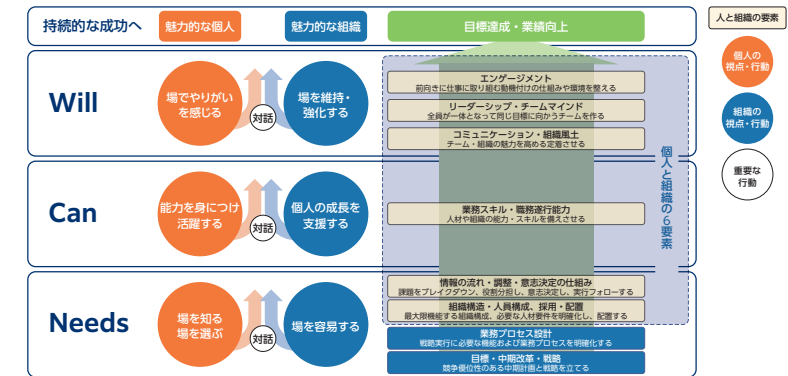 持続的な成功へ
魅力的な個人
魅力的な組織
目標達成・業績向上
人と組織の要素
個人の
視点・行動
組織の
視点・行動
重要な
行動
Will
場でやりがい
を感じる
対話
場を維持・
強化する
エンゲージメント
前向きに仕事に取り組む動機付けの仕組みや環境を整える
リーダーシップ・チームマインド
全員が一体となって同じ目標に向かうチームを作る
コミュニケーション・組織風土
チーム・組織の魅力を高める定着させる
個人と組織の6要素
Can
能力を身につけ
活躍する
対話
個人の成長を
支援する
業務スキル・職務遂行能力
人材や組織の能力・スキルを備えさせる
Needs
場を知る
場を選ぶ
対話
場を容易する
情報の流れ・調整・意志決定の仕組み
課題をブレイクダウン、役割分担し、意志決定し、実行フォローする
組織構造・人員構成、採用・配置
最大限機能する組織構成、必要な人材要件を明確化し、配置する
業務プロセス設計
戦略実行に必要な機能および業務プロセスを明確化する
目標・中期改革・戦略
競争優位性のある中期計画と戦略を立てる